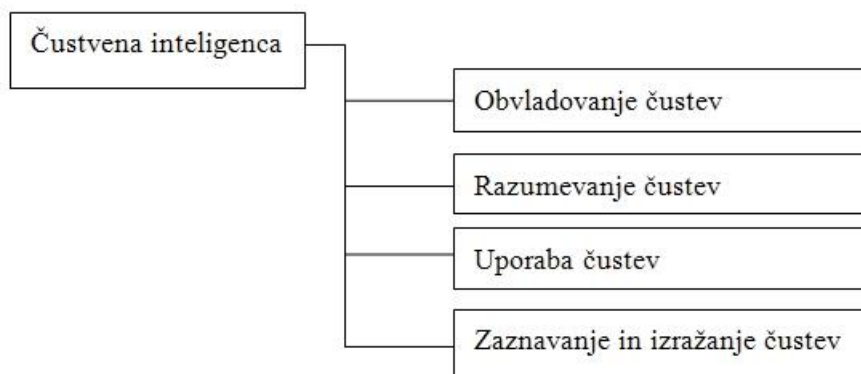 Čustvena inteligenca
Obvladovanje čustev
Razumevanje čustev
Uporaba čustev
Zaznavanje in izražanje čustev